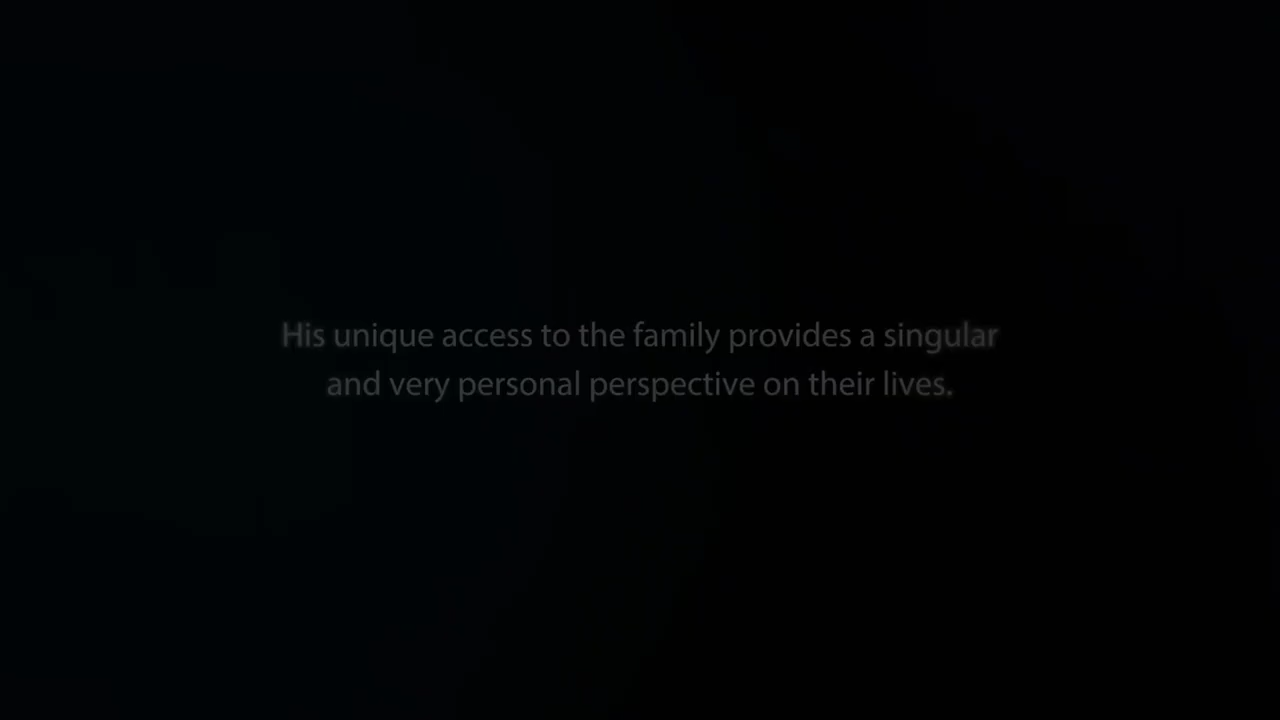 His unique access to the family provides a singular
and very personal perspective on their lives.